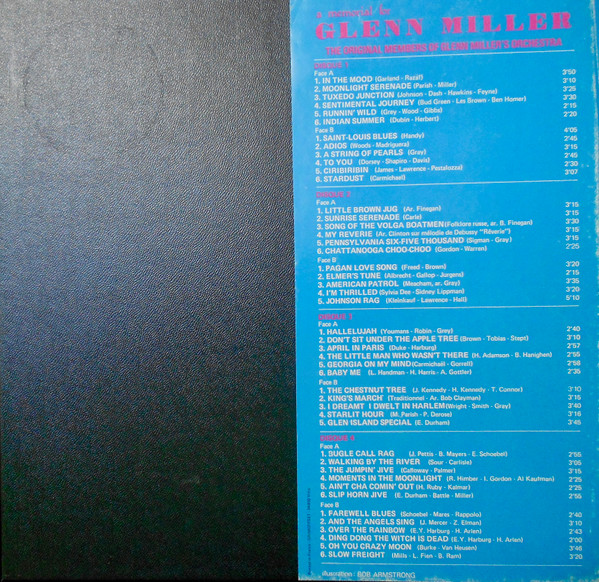 a memorial for
GLENN MILLER
THE ORIGINAL MEMBERS OF GLENN MILLER'S ORCHESTRA
DISQUE 1
Face A
1. IN THE MOOD (Garland - Razaf) 3'50
2. MOONLIGHT SERENADE (Parish - Miller) 3'10
3. TUXEDO JUNCTION (Johnson - Dash - Hawkins - Feyne) 3'25
4. SENTIMENTAL JOURNEY (Bud Green - Les Brown - Ben Homer) 3'30
5. RUNNIN' WILD (Grey - Wood - Gibbs) 2'15
6. INDIAN SUMMER (Dubin - Herbert) 2'20
Face B
1. SAINT-LOUIS BLUES (Handy) 4'05
2. ADIOS (Woods - Madriguera) 2'45
3. A STRING OF PEARLS (Gray) 3'15
4. TO YOU (Dorsey - Shapiro - Davis) 2'45
5. CIRIBIRIBIN (James - Lawrence - Pestalozza) 2'30
6. STARDUST (Carmichael) 3'07
DISQUE 2
Face A
1. LITTLE BROWN JUG (Ar. Finegan) 3'15
2. SUNRISE SERENADE (Carle) 3'15
3. SONG OF THE VOLGA BOATMEN (Folklore russe, ar. B. Finegan) 3'30
4. MY REVERIE (Ar. Clinton sur mélodie de Debussy "Rêverie") 3'15
5. PENNSYLVANIA SIX-FIVE THOUSAND (Sigman - Gray) 3'15
6. CHATTANOOGA CHOO-CHOO (Gordon - Warren) 2'25
Face B
1. PAGAN LOVE SONG (Freed - Brown) 3'20
2. ELMER'S TUNE (Albrecht - Gallop - Jurgens) 2'15
3. AMERICAN PATROL (Meacham, ar. Gray) 3'35
4. I'M THRILLED (Sylvia Dee - Sidney Lippman) 3'20
5. JOHNSON RAG (Kleinkauf - Lawrence - Hall) 5'10
DISQUE 3
Face A
1. HALLELUJAH (Youmans - Robin - Grey) 2'40
2. DON'T SIT UNDER THE APPLE TREE (Brown - Tobias - Stept) 3'10
3. APRIL IN PARIS (Duke - Harburg) 2'57
4. THE LITTLE MAN WHO WASN'T THERE (H. Adamson - B. Hanighen) 2'55
5. GEORGIA ON MY MIND (Carmichael - Gorrell) 2'58
6. BABY ME (L. Handman - H. Harris - A. Gottler) 2'35
Face B
1. THE CHESTNUT TREE (J. Kennedy - H. Kennedy - T. Connor) 3'10
2. KING'S MARCH (Traditionnel - Ar. Bob Clayman) 3'15
3. I DREAMT I DWELT IN HARLEM (Wright - Smith - Grey) 3'40
4. STARLIT HOUR (M. Parish - P. Derose) 3'16
5. GLEN ISLAND SPECIAL (E. Durham) 3'45
DISQUE 4
Face A
1. SUGLE CALL RAG (J. Pettis - B. Mayers - E. Schoebel) 2'55
2. WALKING BY THE RIVER (Sour - Carlisle) 3'05
3. THE JUMPIN' JIVE (Calloway - Palmer) 3'15
4. MOMENTS IN THE MOONLIGHT (R. Himber - I. Gordon - Al Kaufman) 2'25
5. AIN'T CHA COMIN' OUT (H. Ruby - Kalmar) 2'25
6. SLIP HORN JIVE (E. Durham - Battle - Miller) 2'55
Face B
1. FAREWELL BLUES (Schoebel - Mares - Rappolo) 2'40
2. AND THE ANGELS SING (J. Mercer - Z. Elman) 3'10
3. OVER THE RAINBOW (E.Y. Harburg - H. Arlen) 2'43
4. DING DONG THE WITCH IS DEAD (E.Y. Harburg - H. Arlen) 3'10
5. OH YOU CRAZY MOON (Burke - Van Heusen) 3'46
6. SLOW FREIGHT (Mills - L. Fien - B. Ram) 3'20
illustration : BOB ARMSTRONG